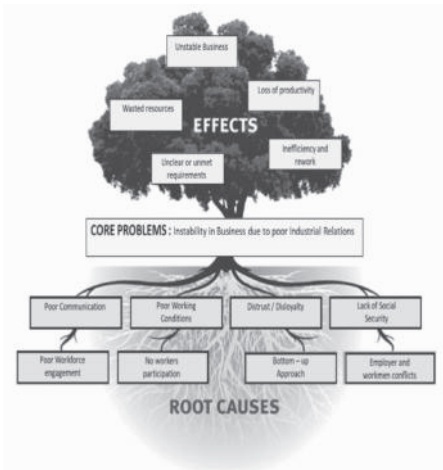 Unstable Business
Loss of productivity
Wasted resources
EFFECTS
Inefficiency and
rework
Unclear or unmet
requirements
CORE PROBLEMS : Instability in Business due to poor Industrial Relations
Poor Communication
Poor Working
Conditions
Distrust / Disloyalty
Lack of Social
Security
Poor Workforce
engagement
No workers
participation
Bottom – up
Approach
Employer and
workmen conflicts
ROOT CAUSES